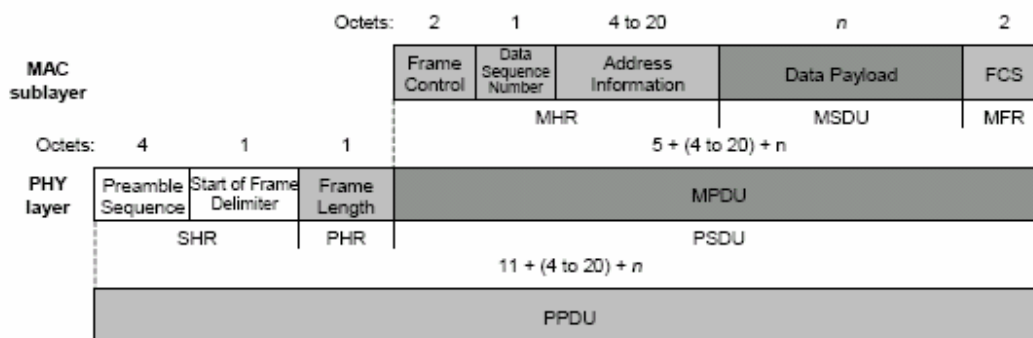 Octets: 2 1 4 to 20 n 2
MAC sublayer
Frame Control
Data Sequence Number
Address Information
Data Payload
FCS
MHR MSDU MFR
Octets: 4 1 1 5 + (4 to 20) + n
PHY layer
Preamble Sequence
Start of Frame Delimiter
Frame Length
MPDU
SHR PHR PSDU
11 + (4 to 20) + n
PPDU